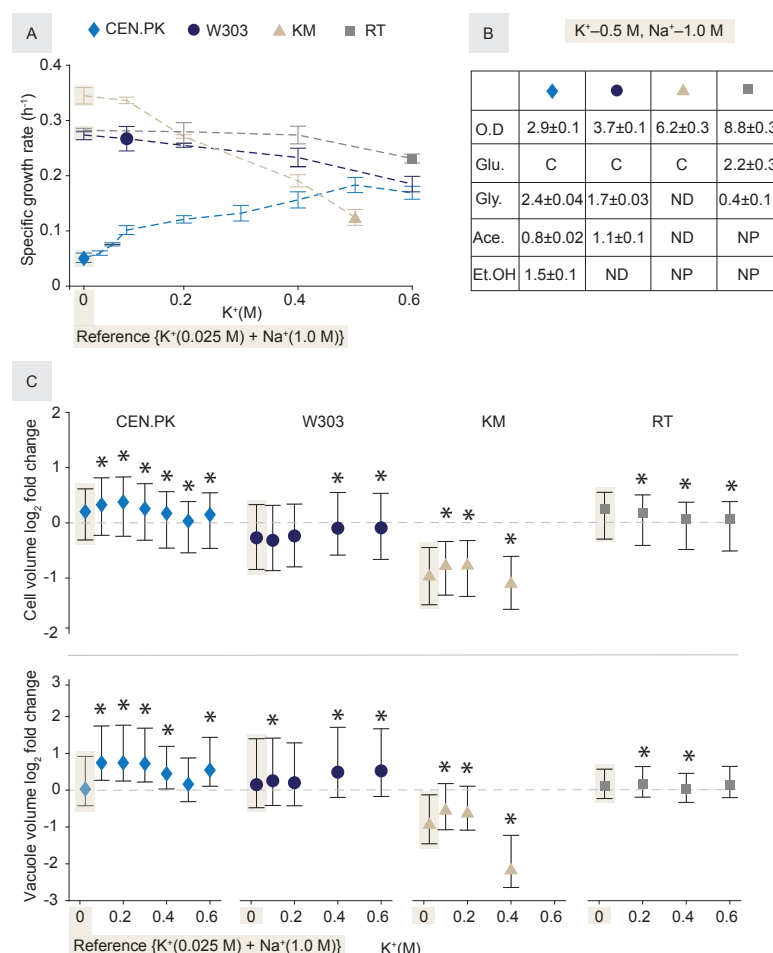 A
CEN.PK W303 KM RT
Specific growth rate (h⁻¹)
0.4
0.3
0.2
0.1
0
0 0.2 0.4 0.6
K⁺(M)
Reference {K⁺(0.025 M) + Na⁺(1.0 M)}
B
K⁺–0.5 M, Na⁺–1.0 M
O.D 2.9±0.1 3.7±0.1 6.2±0.3 8.8±0.3
Glu. C C C 2.2±0.3
Gly. 2.4±0.04 1.7±0.03 ND 0.4±0.1
Ace. 0.8±0.02 1.1±0.1 ND NP
Et.OH 1.5±0.1 ND NP NP
C
CEN.PK W303 KM RT
Cell volume log₂ fold change
2
1
0
-1
-2
* * * * * *
* *
* * *
* * *
Vacuole volume log₂ fold change
3
2
1
0
-1
-2
-3
* * * * *
* * *
* * *
* *
0 0.2 0.4 0.6 0 0.2 0.4 0.6 0 0.2 0.4 0.6 0 0.2 0.4 0.6
Reference {K⁺(0.025 M) + Na⁺(1.0 M)}
K⁺(M)